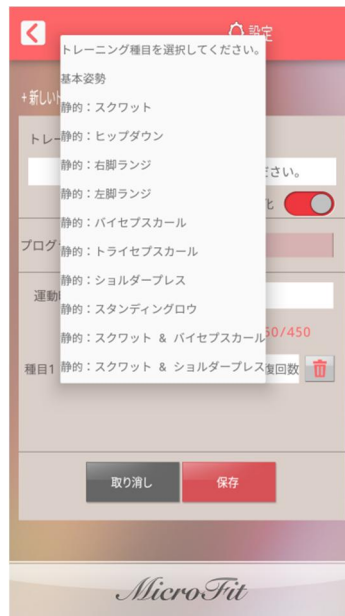 設定
トレーニング種目を選択してください。
基本姿勢
+新しい
静的：スクワット
トレー
静的：ヒップダウン
静的：右脚ランジ
ださい。
静的：左脚ランジ
化
静的：バイセプスカール
プログ
静的：トライセプスカール
静的：ショルダープレス
運動
静的：スタンディングロウ
静的：スクワット & バイセプスカール
50/450
種目1
静的：スクワット & ショルダープレス
復回数
取り消し
保存
MicroFit